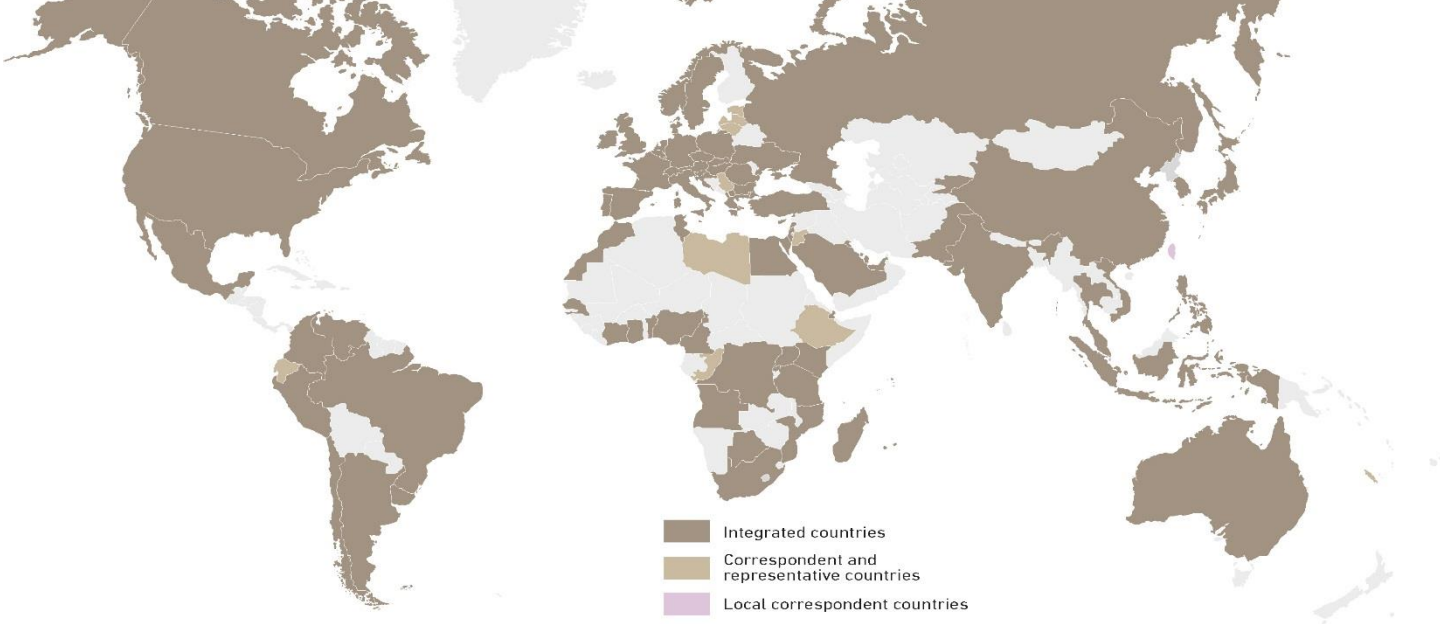 Integrated countries
Correspondent and
representative countries
Local correspondent countries